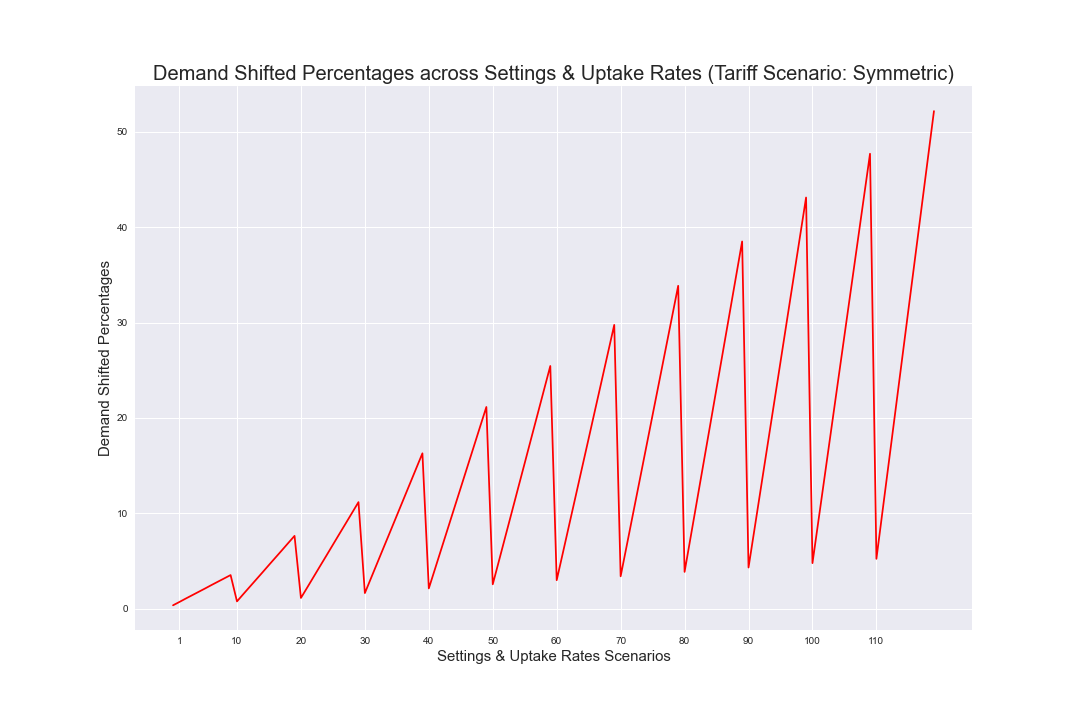 Demand Shifted Percentages across Settings & Uptake Rates (Tariff Scenario: Symmetric)
Demand Shifted Percentages
50
40
30
20
10
0
1 10 20 30 40 50 60 70 80 90 100 110
Settings & Uptake Rates Scenarios